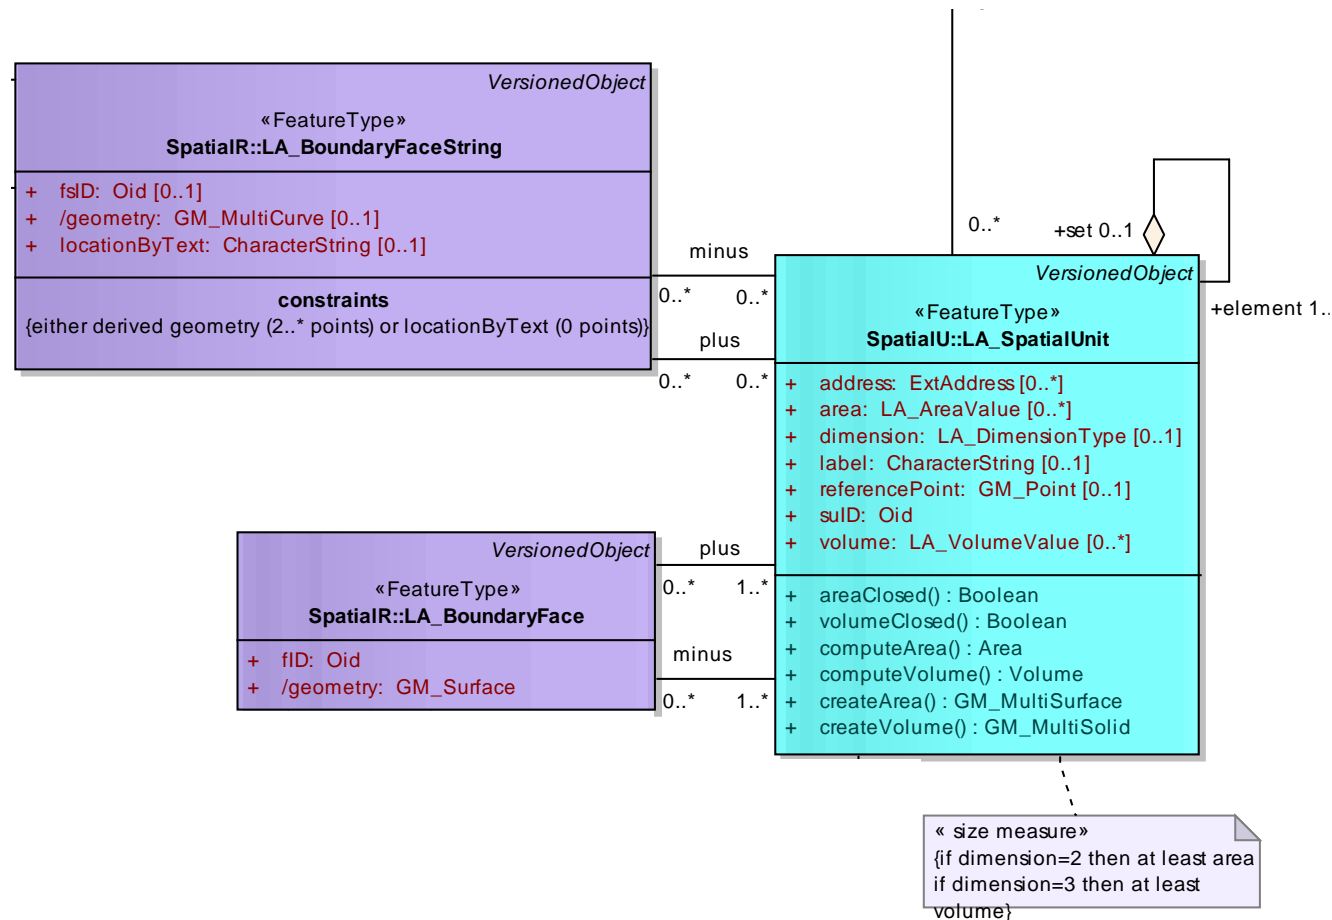 VersionedObject
«FeatureType»
SpatialR::LA_BoundaryFaceString
+ fsID: Oid [0..1]
+ /geometry: GM_MultiCurve [0..1]
+ locationByText: CharacterString [0..1]
constraints
{either derived geometry (2..* points) or locationByText (0 points)}
minus
0..* 0..*
plus
0..* 0..*
0..*
+set 0..1
+element 1..
VersionedObject
«FeatureType»
SpatialU::LA_SpatialUnit
+ address: ExtAddress [0..*]
+ area: LA_AreaValue [0..*]
+ dimension: LA_DimensionType [0..1]
+ label: CharacterString [0..1]
+ referencePoint: GM_Point [0..1]
+ suID: Oid
+ volume: LA_VolumeValue [0..*]
+ areaClosed() : Boolean
+ volumeClosed() : Boolean
+ computeArea() : Area
+ computeVolume() : Volume
+ createArea() : GM_MultiSurface
+ createVolume() : GM_MultiSolid
VersionedObject
«FeatureType»
SpatialR::LA_BoundaryFace
+ fID: Oid
+ /geometry: GM_Surface
plus
0..* 1..*
minus
0..* 1..*
« size measure»
{if dimension=2 then at least area
if dimension=3 then at least
volume}